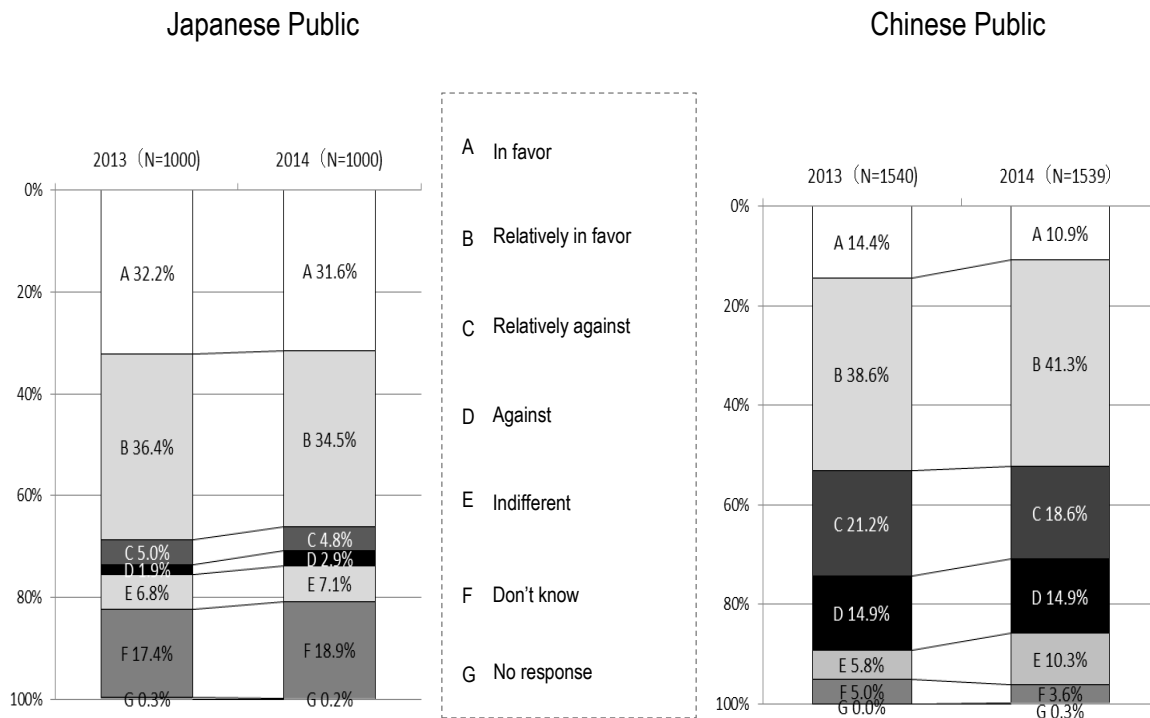 Japanese Public
2013（N=1000)
2014（N=1000)
0%
20%
40%
60%
80%
100%
A 32.2%
B 36.4%
C 5.0%
D 1.9%
E 6.8%
F 17.4%
G 0.3%
A 31.6%
B 34.5%
C 4.8%
D 2.9%
E 7.1%
F 18.9%
G 0.2%
A In favor
B Relatively in favor
C Relatively against
D Against
E Indifferent
F Don't know
G No response
Chinese Public
2013（N=1540)
2014（N=1539)
0%
20%
40%
60%
80%
100%
A 14.4%
B 38.6%
C 21.2%
D 14.9%
E 5.8%
F 5.0%
G 0.0%
A 10.9%
B 41.3%
C 18.6%
D 14.9%
E 10.3%
F 3.6%
G 0.3%